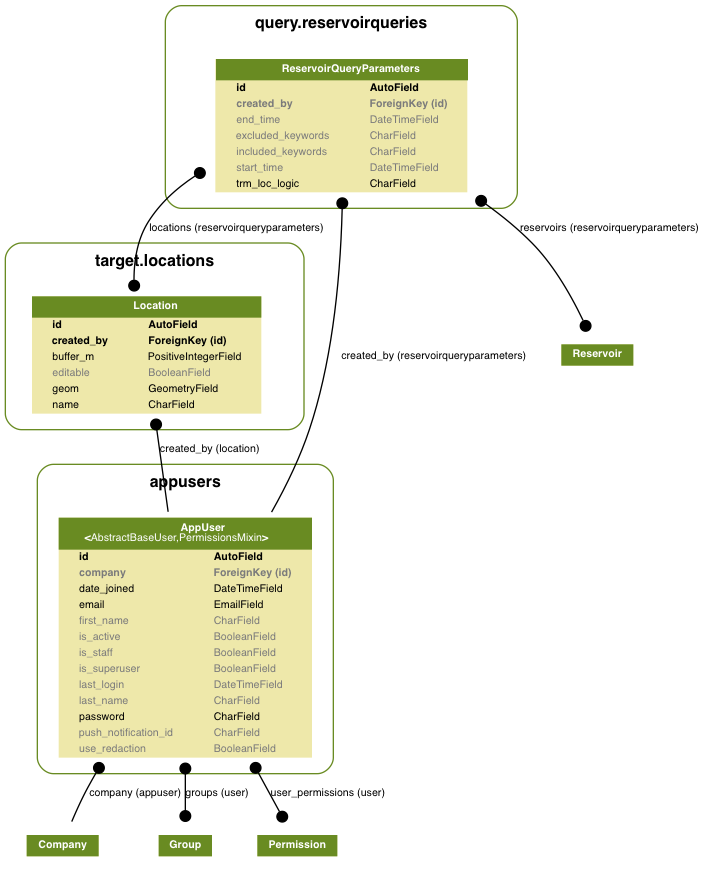 query.reservoirqueries
ReservoirQueryParameters
id AutoField
created_by ForeignKey (id)
end_time DateTimeField
excluded_keywords CharField
included_keywords CharField
start_time DateTimeField
trm_loc_logic CharField
locations (reservoirqueryparameters)
reservoirs (reservoirqueryparameters)
target.locations
Location
id AutoField
created_by ForeignKey (id)
buffer_m PositiveIntegerField
editable BooleanField
geom GeometryField
name CharField
Reservoir
created_by (reservoirqueryparameters)
created_by (location)
appusers
AppUser
<AbstractBaseUser,PermissionsMixin>
id AutoField
company ForeignKey (id)
date_joined DateTimeField
email EmailField
first_name CharField
is_active BooleanField
is_staff BooleanField
is_superuser BooleanField
last_login DateTimeField
last_name CharField
password CharField
push_notification_id CharField
use_redaction BooleanField
company (appuser) groups (user) user_permissions (user)
Company Group Permission